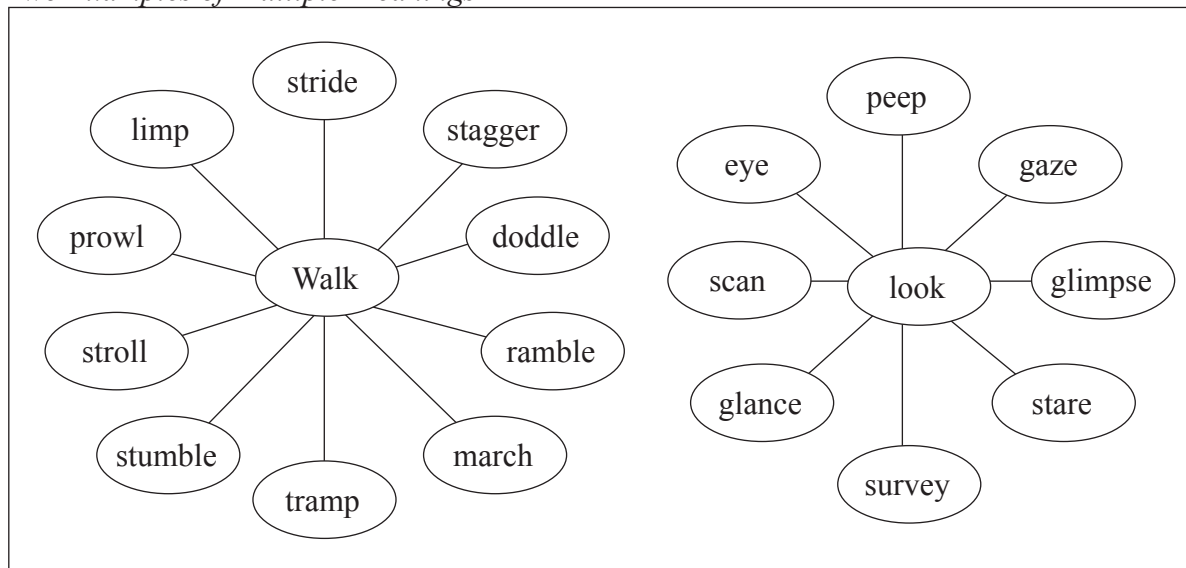 stride
limp
stagger
prowl
doddle
Walk
stroll
ramble
stumble
march
tramp
peep
eye
gaze
scan
look
glimpse
glance
stare
survey